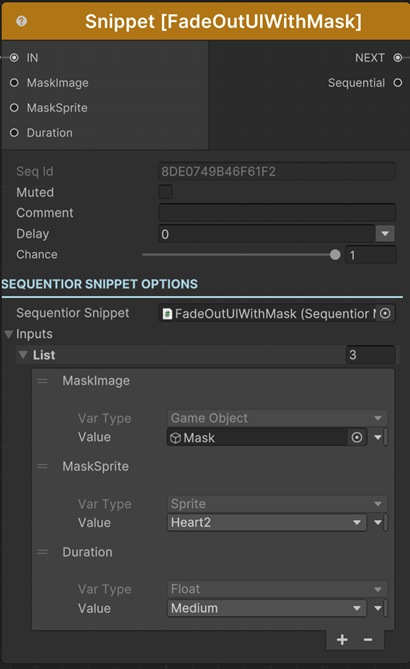 Snippet [FadeOutUIWithMask]
IN
NEXT
MaskImage
Sequential
MaskSprite
Duration
Seq Id 8DE0749B46F61F2
Muted
Comment
Delay 0
Chance 1
SEQUENTIOR SNIPPET OPTIONS
Sequentior Snippet # FadeOutUIWithMask (Sequentior
Inputs
List 3
MaskImage
Var Type Game Object
Value Mask
MaskSprite
Var Type Sprite
Value Heart2
Duration
Var Type Float
Value Medium
+ −